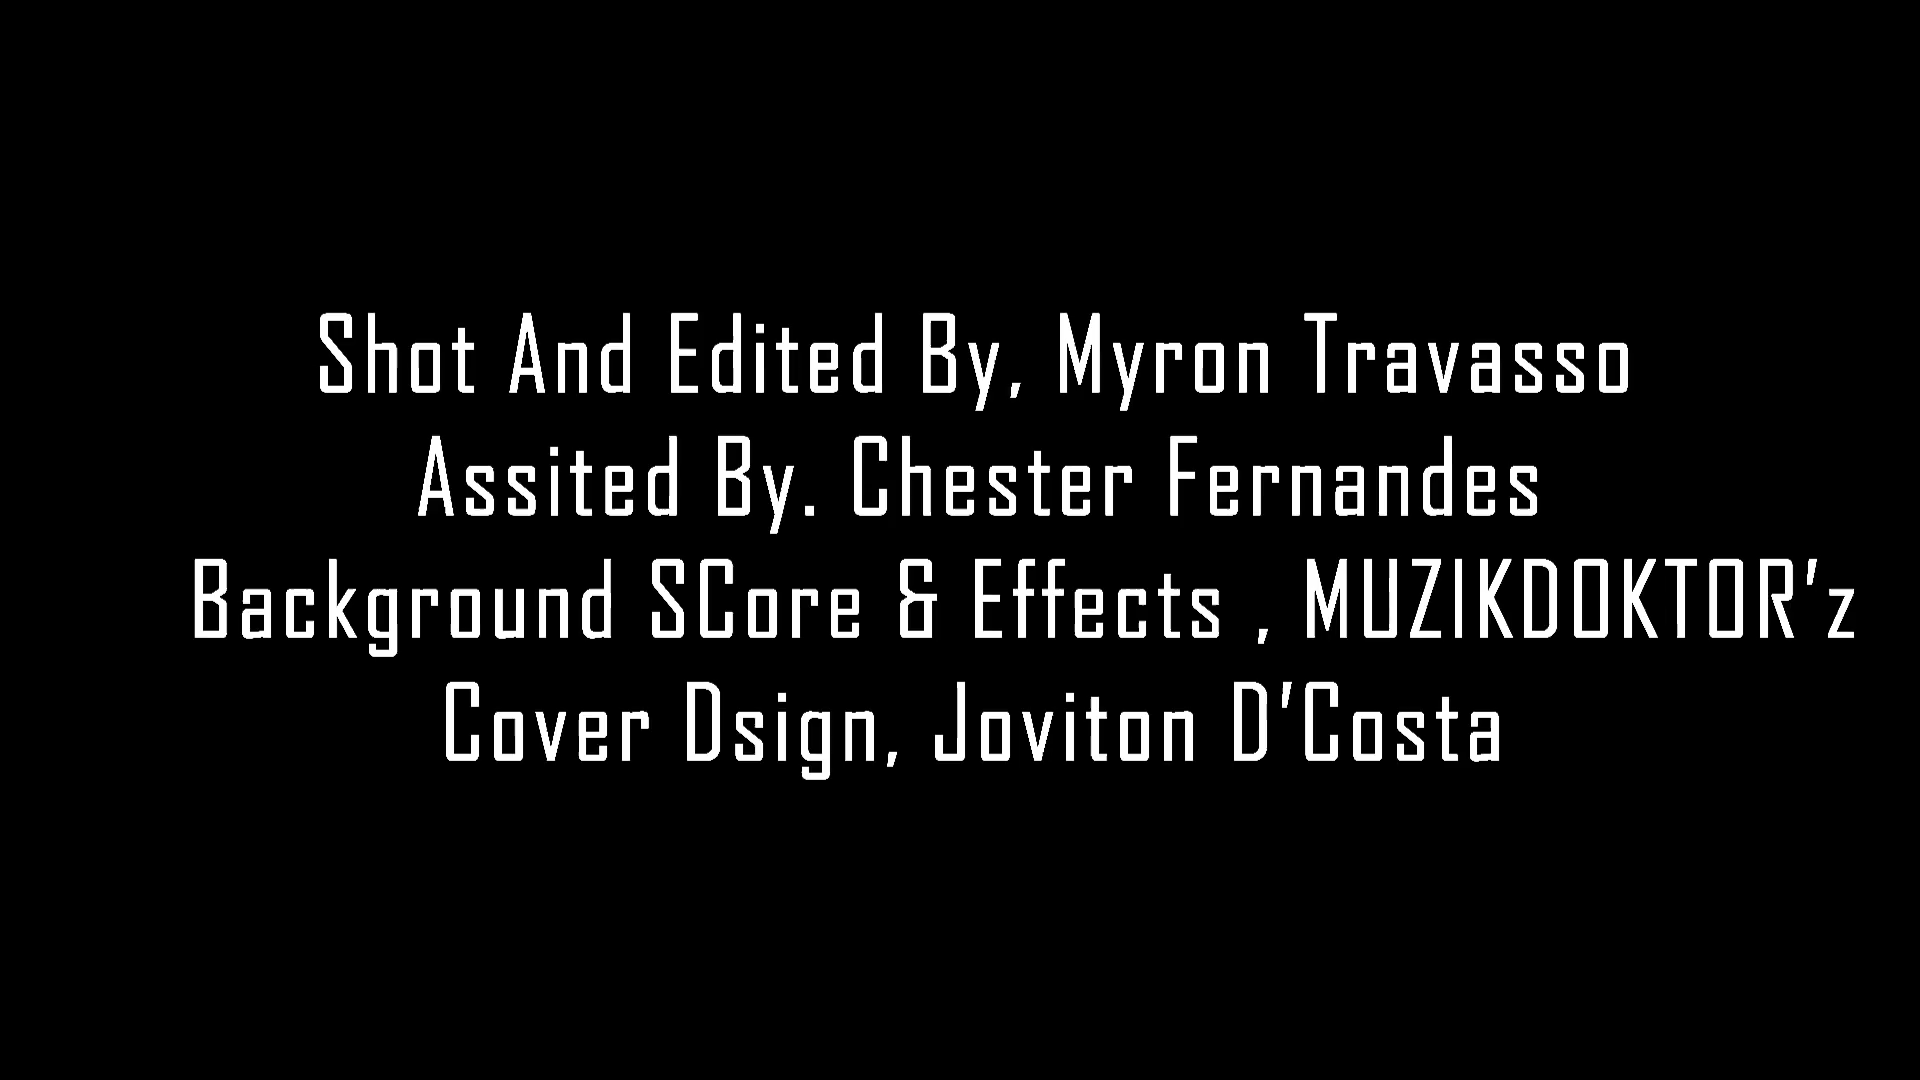 Shot And Edited By, Myron Travasso
Assited By. Chester Fernandes
Background SCore & Effects , MUZIKDOKTOR'z
Cover Dsign, Joviton D'Costa